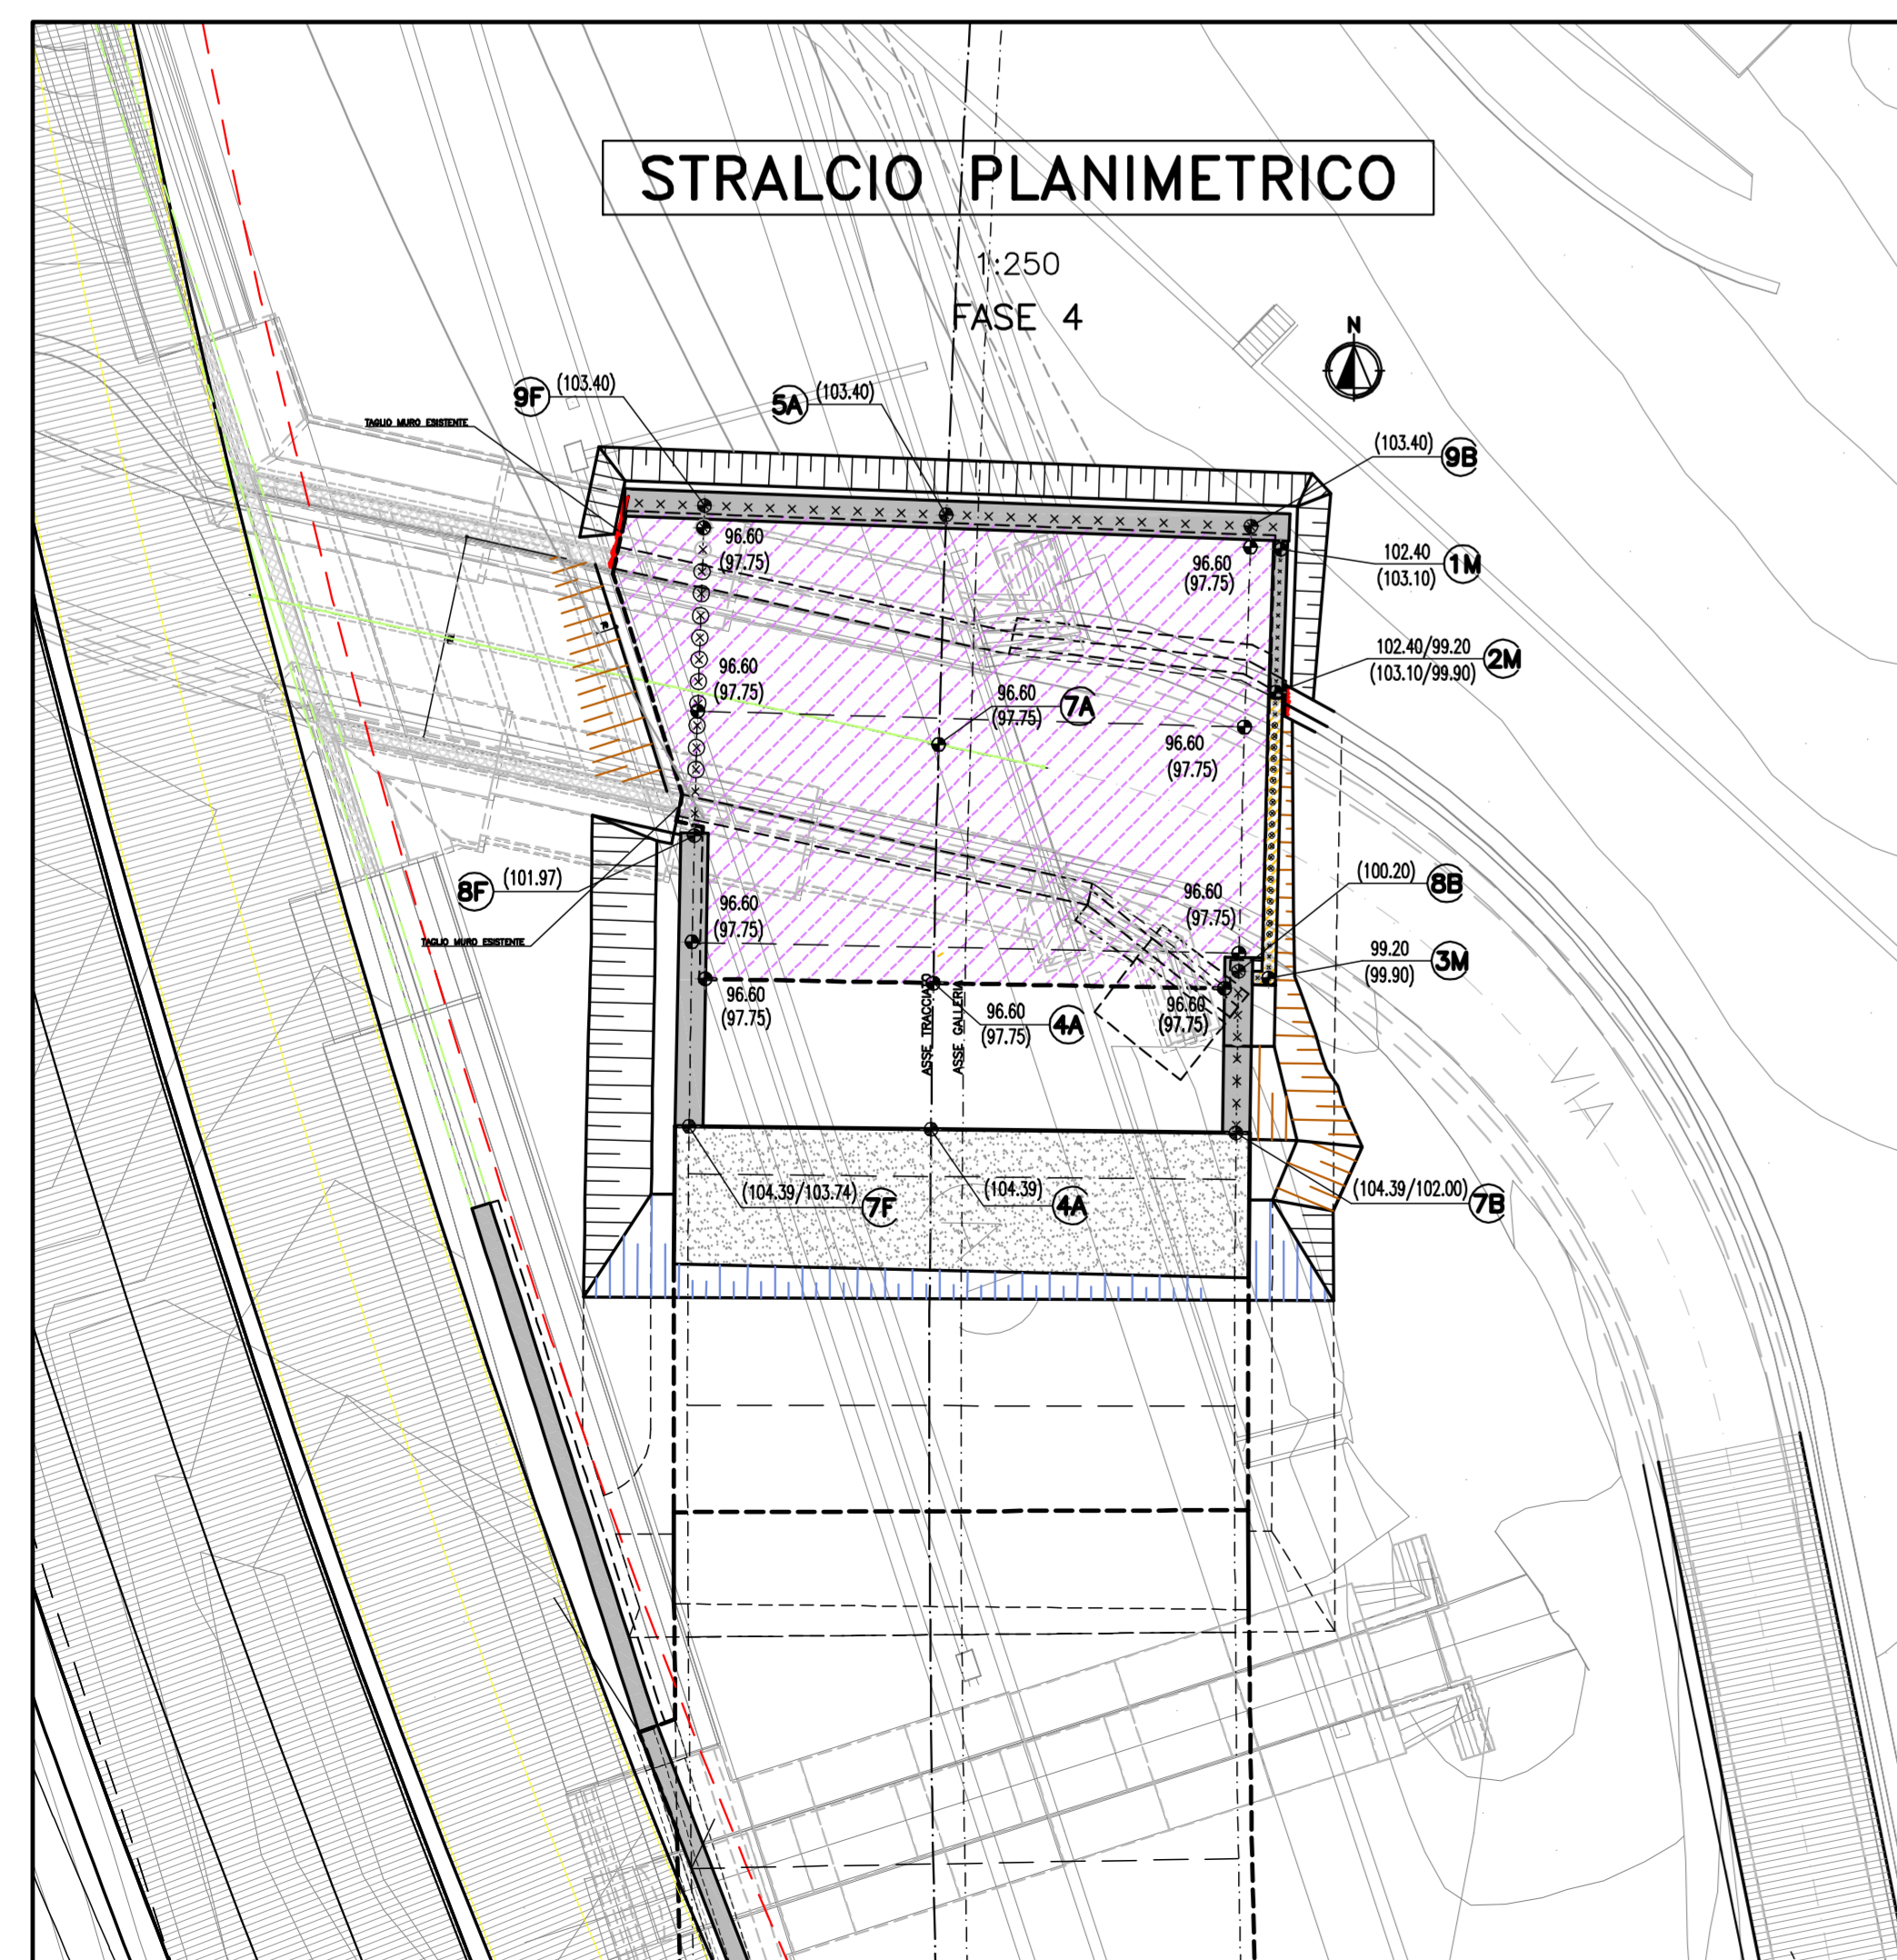 STRALCIO PLANIMETRICO
1:250
FASE 4
N
9F (103.40)
5A (103.40)
TAGLIO MURO ESISTENTE
(103.40) 9B
96.60
(97.75)
96.60
(97.75)
102.40
(103.10)
1M
102.40/99.20
(103.10/99.90)
2M
96.60
(97.75)
96.60
(97.75)
7A
96.60
(97.75)
8F (101.97)
(100.20) 8B
96.60
(97.75)
96.60
(97.75)
TAGLIO MURO ESISTENTE
99.20
(99.90)
3M
96.60
(97.75)
96.60
(97.75)
4A
96.60
(97.75)
ASSE TRACCIATO
ASSE GALLERIA
VIA
(104.39/103.74) 7F
(104.39) 4A
(104.39/102.00) 7B